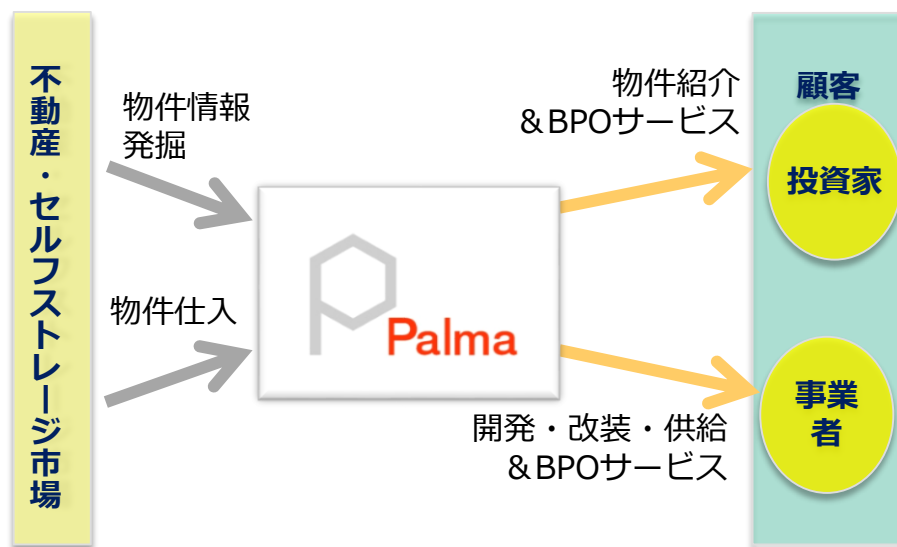 不動産・セルフストレージ市場
物件情報
発掘
物件仕入
Palma
物件紹介
＆BPOサービス
開発・改装・供給
＆BPOサービス
顧客
投資家
事業
者